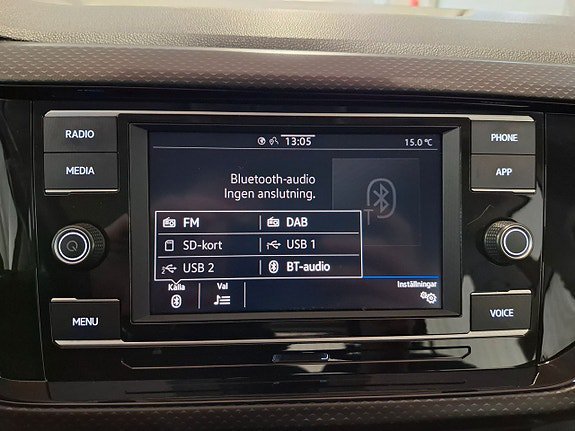 RADIO
MEDIA
MENU
13:05
15.0 °C
Bluetooth-audio
Ingen anslutning.
FM
DAB
SD-kort
USB 1
USB 2
BT-audio
Källa
Val
Inställningar
PHONE
APP
VOICE